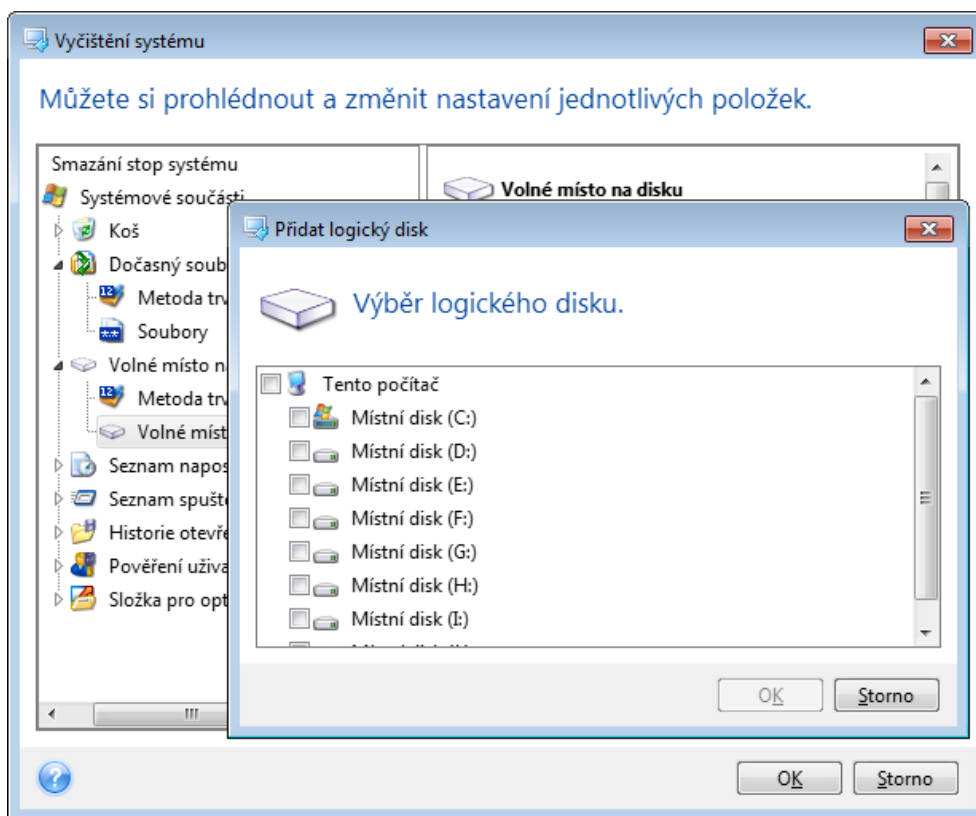 Vyčištění systému
Můžete si prohlédnout a změnit nastavení jednotlivých položek.
Smazání stop systému
Systémové součásti
Koš
Dočasný soub
Metoda trv
Soubory
Volné místo n
Metoda trv
Volné míst
Seznam napos
Seznam spuště
Historie otevře
Pověření uživa
Složka pro opt
Volné místo na disku
Přidat logický disk
Výběr logického disku.
Tento počítač
Místní disk (C:)
Místní disk (D:)
Místní disk (E:)
Místní disk (F:)
Místní disk (G:)
Místní disk (H:)
Místní disk (I:)
OK Storno
OK Storno